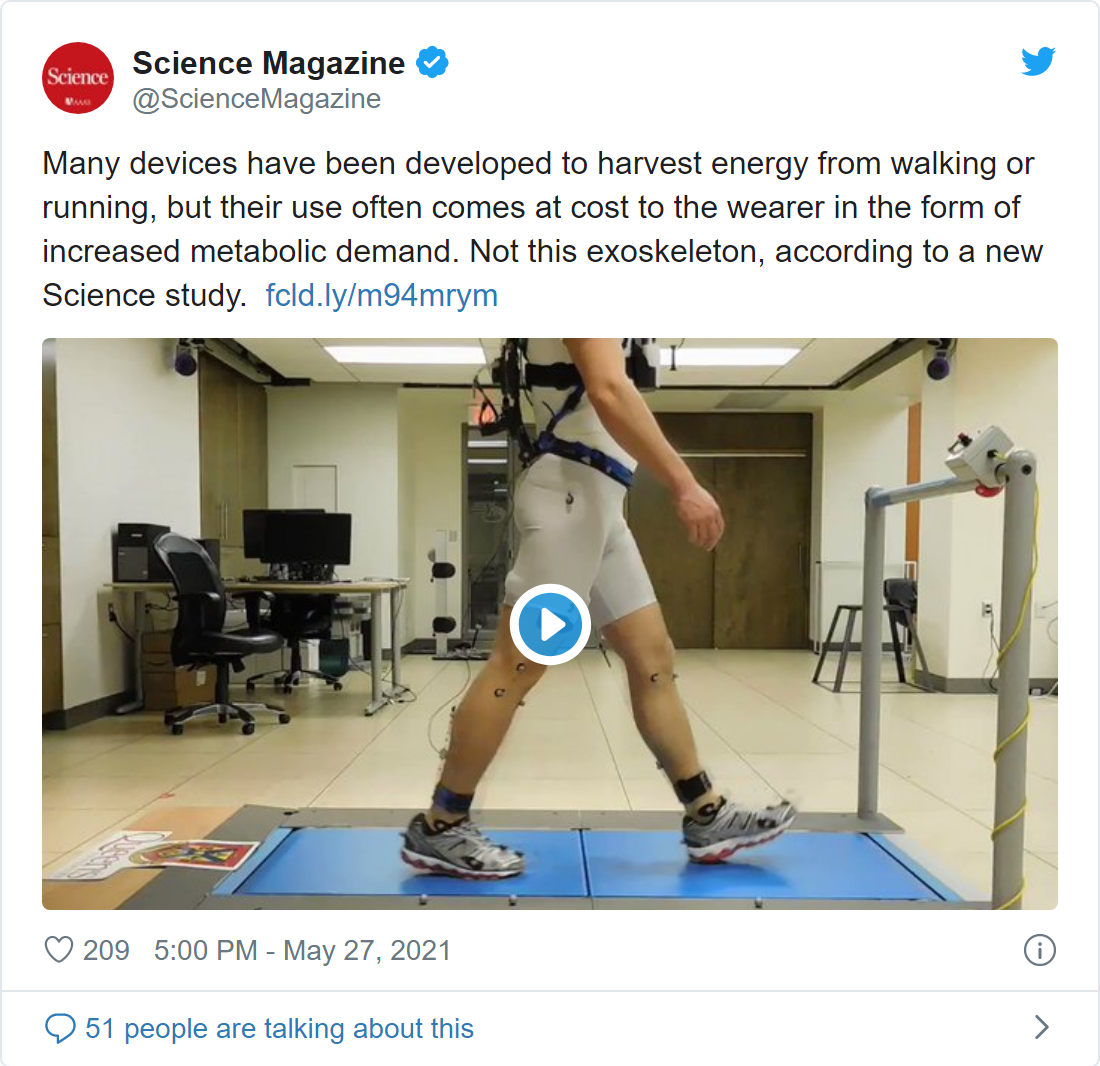 Science
AAAS
Science Magazine
@ScienceMagazine
Many devices have been developed to harvest energy from walking or
running, but their use often comes at cost to the wearer in the form of
increased metabolic demand. Not this exoskeleton, according to a new
Science study. fcld.ly/m94mrym
Queen's
209 5:00 PM - May 27, 2021
51 people are talking about this